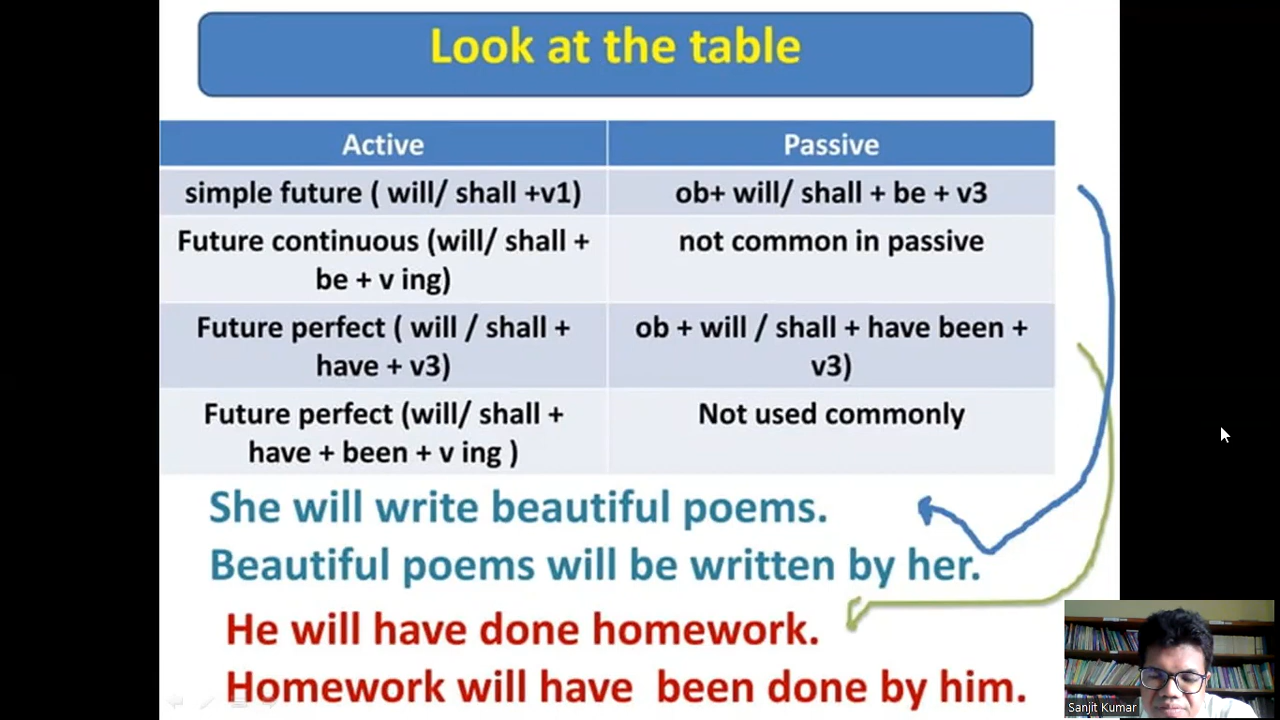 Look at the table
Active Passive
simple future ( will/ shall +v1) ob+ will/ shall + be + v3
Future continuous (will/ shall + not common in passive
be + v ing)
Future perfect ( will / shall + ob + will / shall + have been +
have + v3) v3)
Future perfect (will/ shall + Not used commonly
have + been + v ing )
She will write beautiful poems.
Beautiful poems will be written by her.
He will have done homework.
Homework will have  been done by him.
Sanjit Kumar